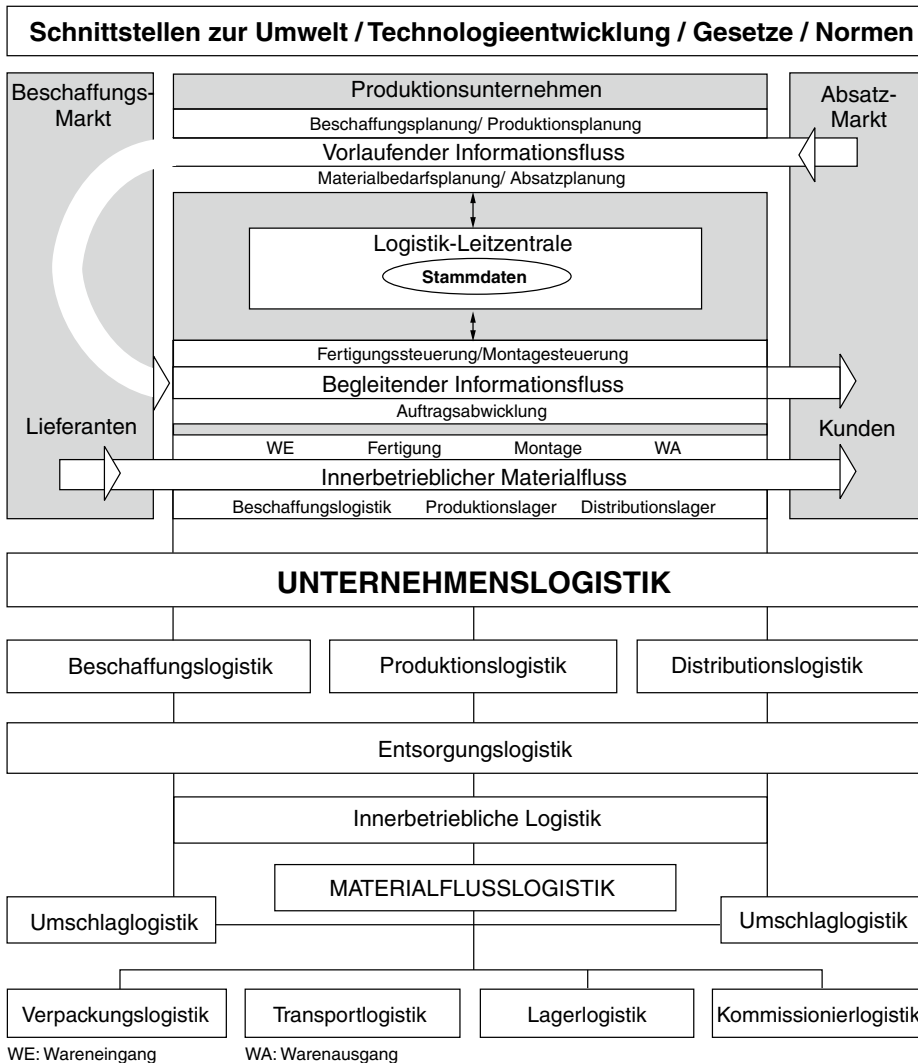 Schnittstellen zur Umwelt / Technologieentwicklung / Gesetze / Normen
Beschaffungs-
Markt
Produktionsunternehmen
Absatz-
Markt
Beschaffungsplanung/ Produktionsplanung
Vorlaufender Informationsfluss
Materialbedarfsplanung/ Absatzplanung
Logistik-Leitzentrale
Stammdaten
Fertigungssteuerung/Montagesteuerung
Begleitender Informationsfluss
Auftragsabwicklung
Lieferanten
Kunden
WE Fertigung Montage WA
Innerbetrieblicher Materialfluss
Beschaffungslogistik Produktionslager Distributionslager
UNTERNEHMENSLOGISTIK
Beschaffungslogistik
Produktionslogistik
Distributionslogistik
Entsorgungslogistik
Innerbetriebliche Logistik
MATERIALFLUSSLOGISTIK
Umschlaglogistik
Umschlaglogistik
Verpackungslogistik
Transportlogistik
Lagerlogistik
Kommissionierlogistik
WE: Wareneingang WA: Warenausgang